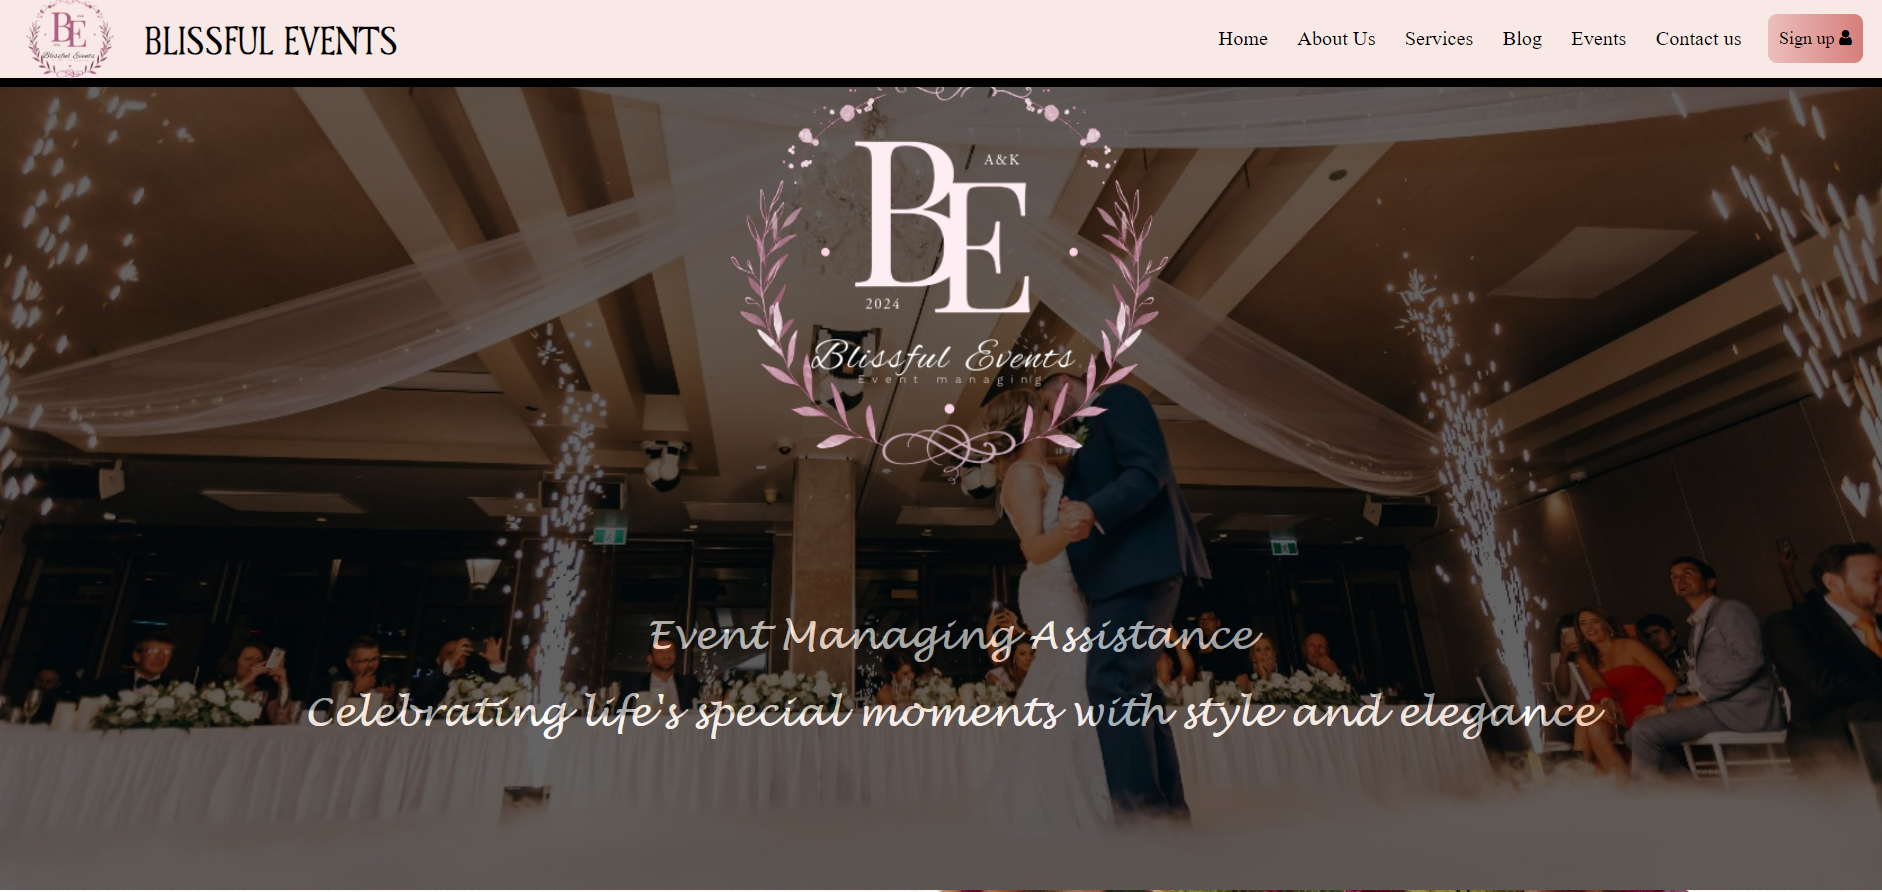 BE
A&K
Blissful Events
BLISSFUL EVENTS
Home
About Us
Services
Blog
Events
Contact us
Sign up
BE
A&K
2024
Blissful Events
Event managing
Event Managing Assistance
Celebrating life's special moments with style and elegance